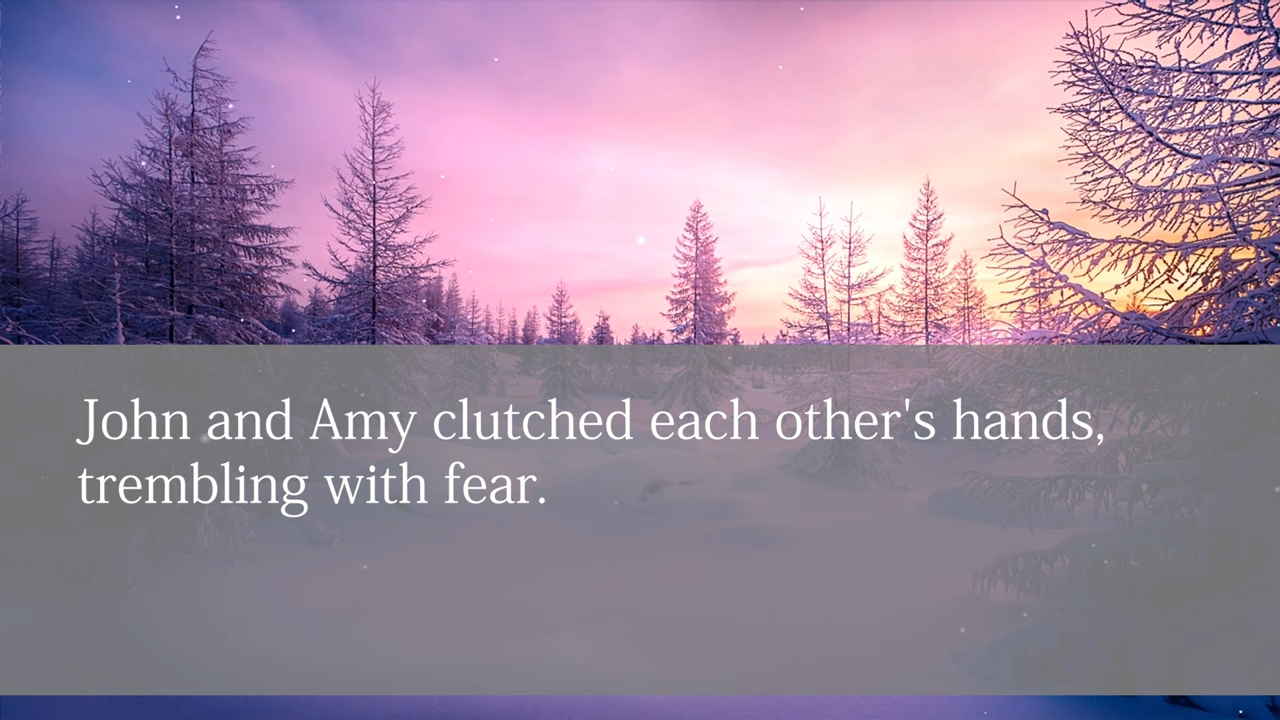 John and Amy clutched each other's hands,
trembling with fear.